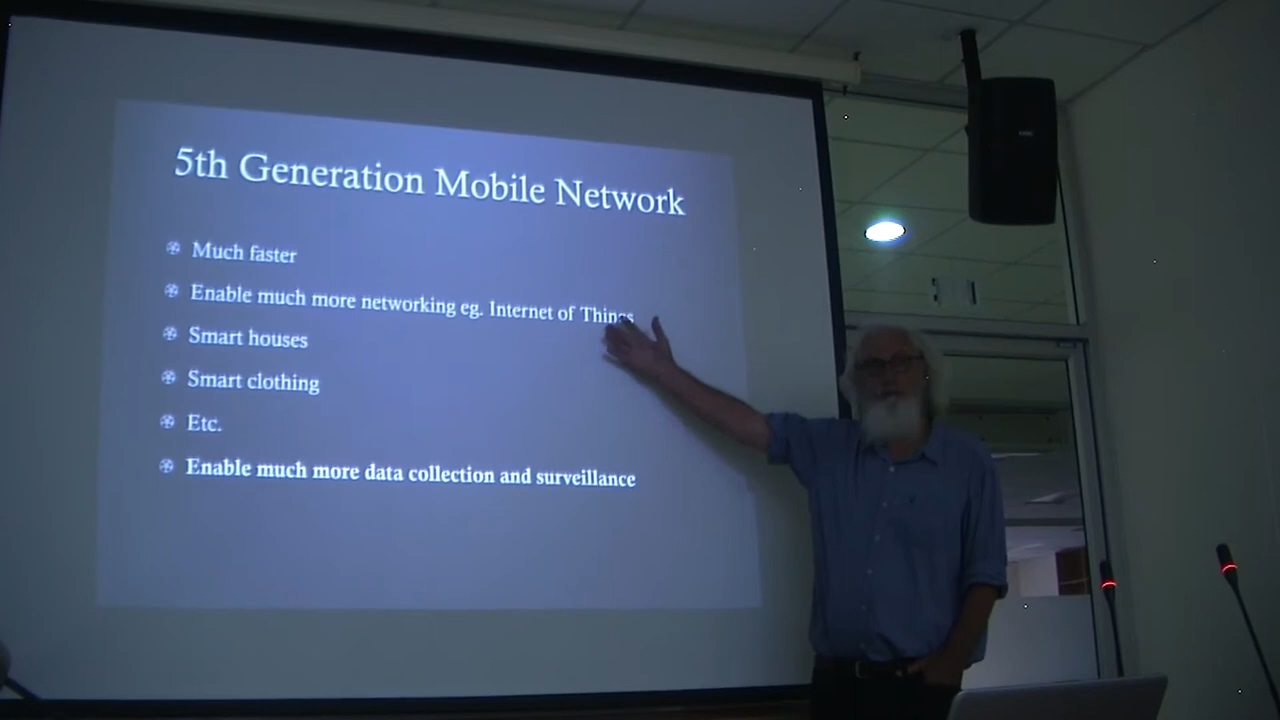 5th Generation Mobile Network
Much faster
Enable much more networking eg. Internet of Things
Smart houses
Smart clothing
Etc.
Enable much more data collection and surveillance